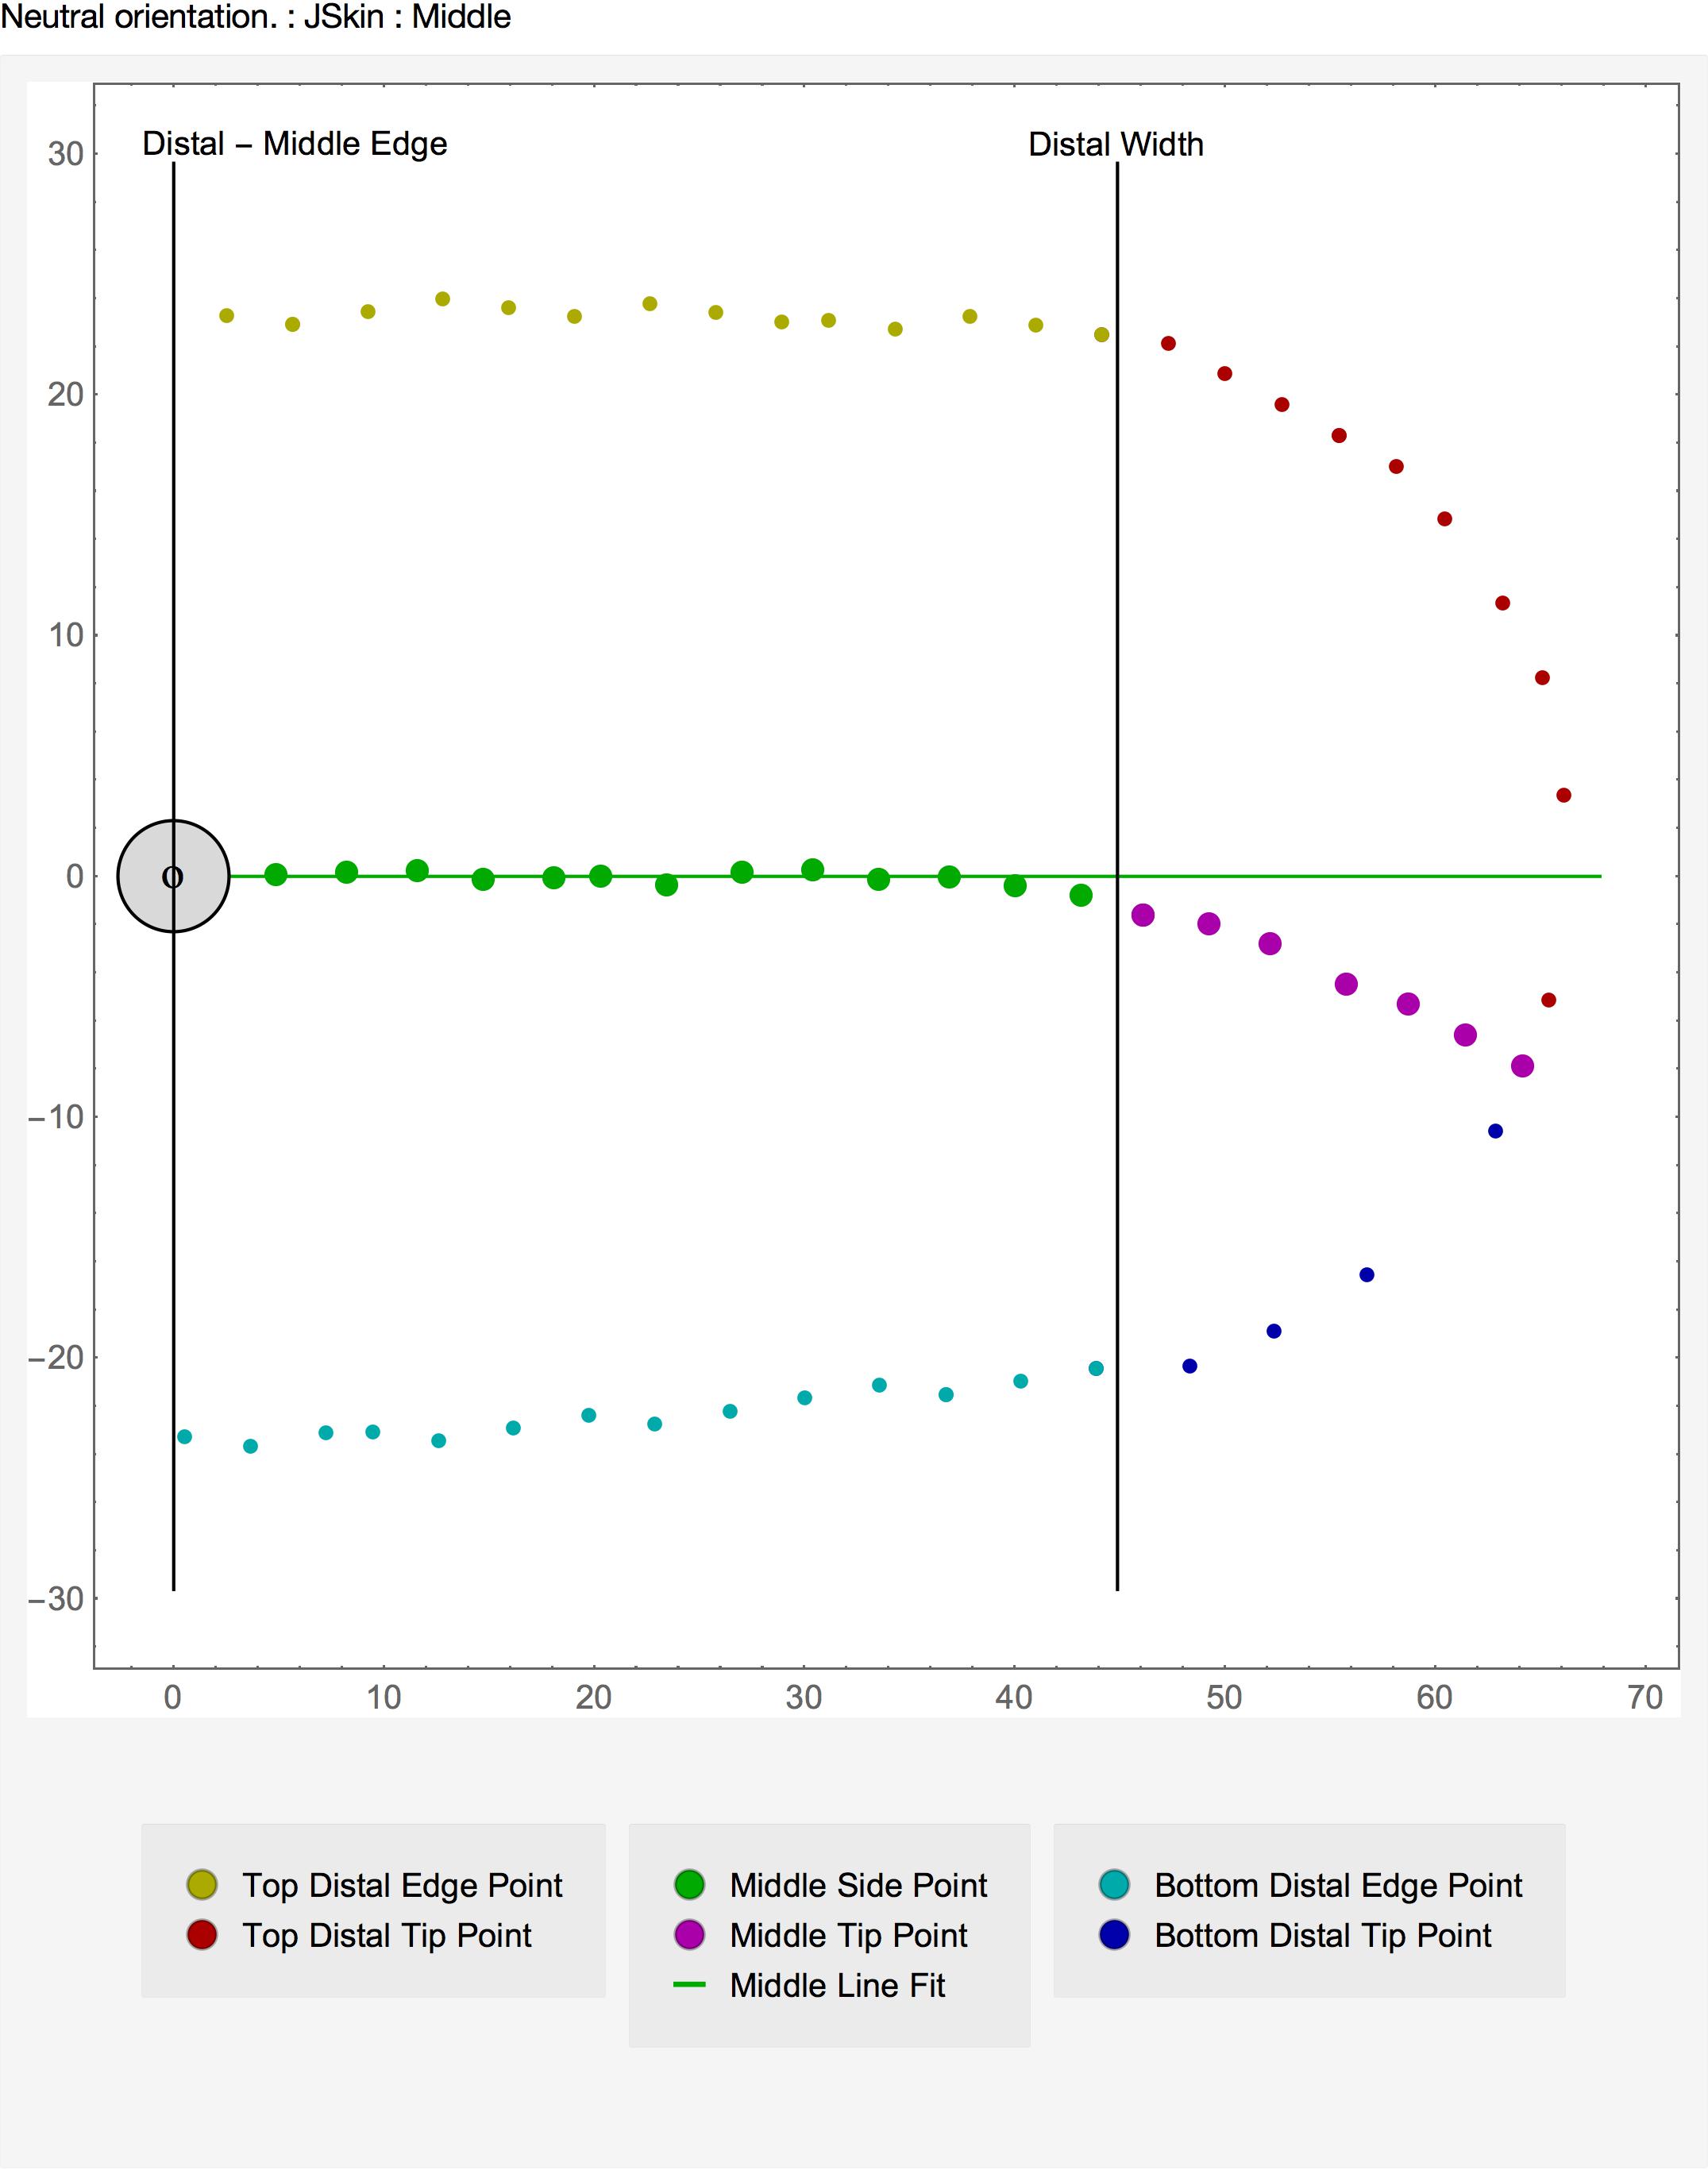 Neutral orientation. : JSkin : Middle
Distal – Middle Edge
Distal Width
30
20
10
0
−10
−20
−30
o
0 10 20 30 40 50 60 70
Top Distal Edge Point
Top Distal Tip Point
Middle Side Point
Middle Tip Point
Middle Line Fit
Bottom Distal Edge Point
Bottom Distal Tip Point